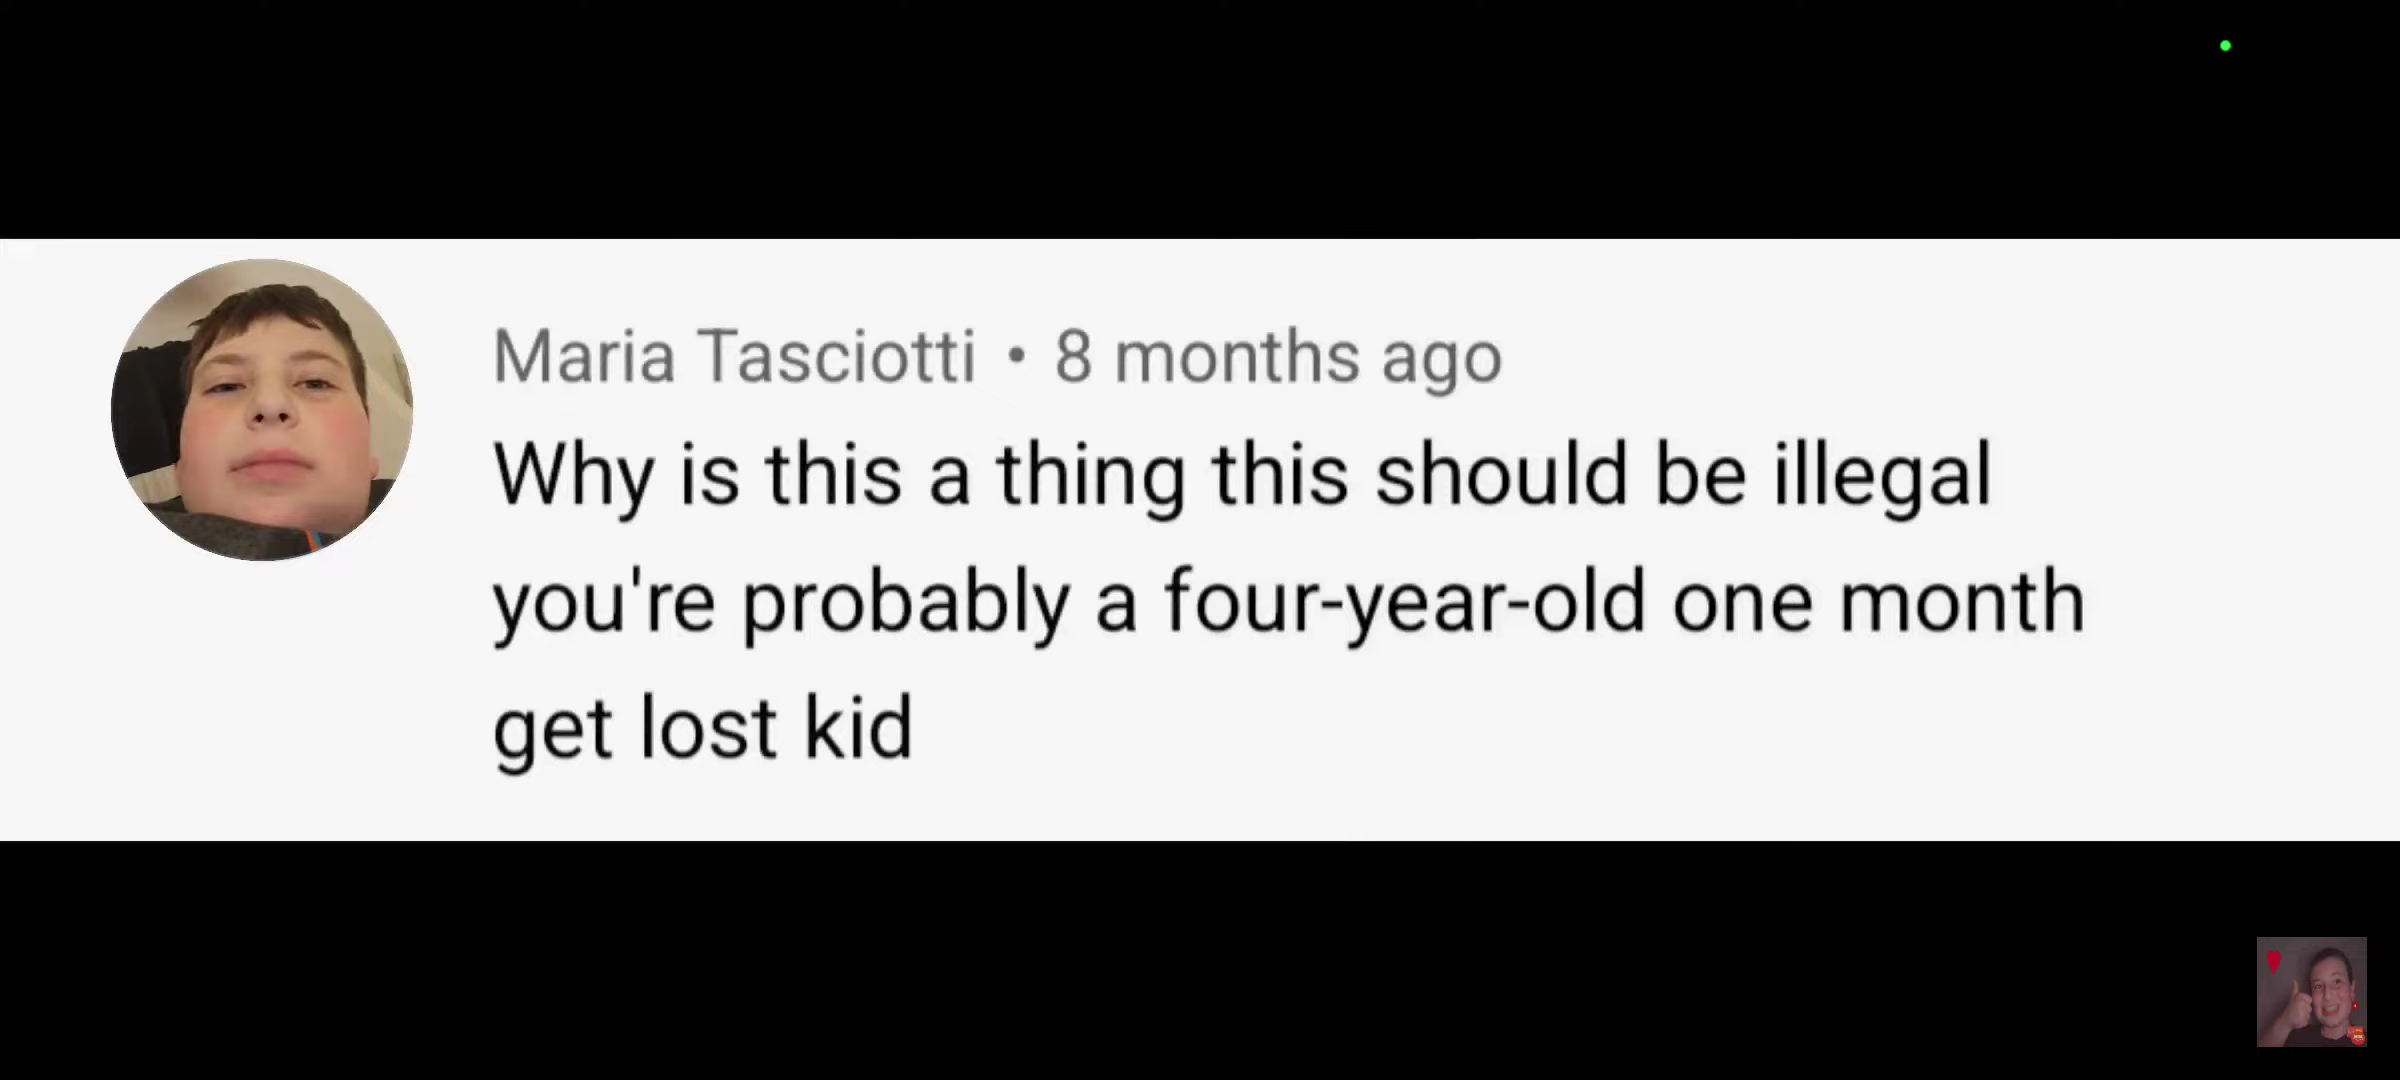 Maria Tasciotti • 8 months ago
Why is this a thing this should be illegal
you're probably a four-year-old one month
get lost kid